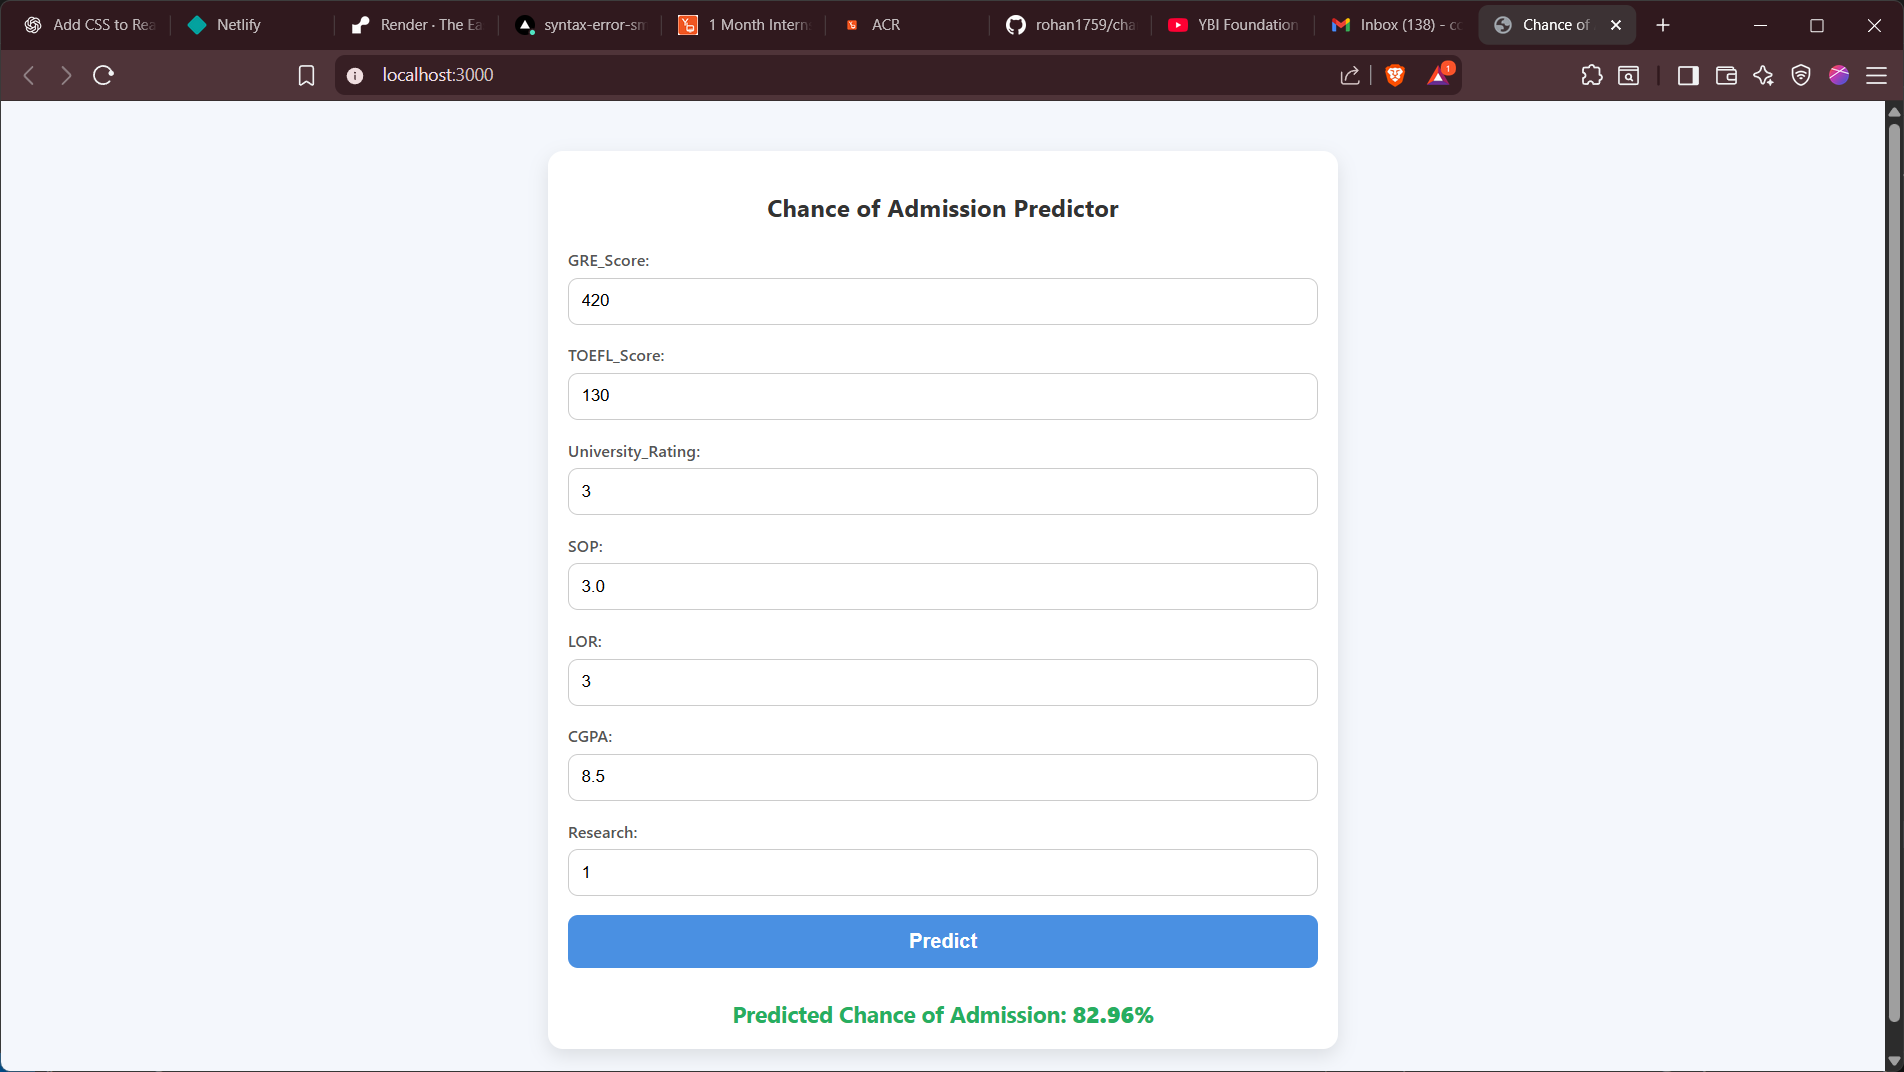 Add CSS to Rea
Netlify
Render · The Ea
syntax-error-sm
1 Month Intern
ACR
rohan1759/cha
YBI Foundation
Inbox (138) - co
Chance of
localhost:3000
1
Chance of Admission Predictor
GRE_Score:
420
TOEFL_Score:
130
University_Rating:
3
SOP:
3.0
LOR:
3
CGPA:
8.5
Research:
1
Predict
Predicted Chance of Admission: 82.96%